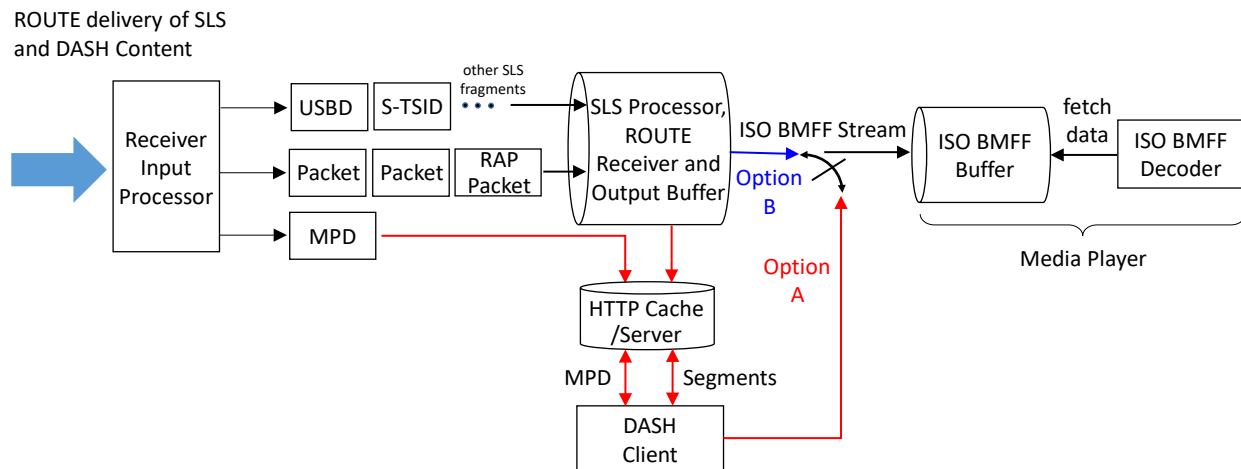 ROUTE delivery of SLS
and DASH Content
Receiver
Input
Processor
USBD
S-TSID
other SLS
fragments
Packet
Packet
RAP
Packet
MPD
SLS Processor,
ROUTE
Receiver and
Output Buffer
ISO BMFF Stream
Option
B
Option
A
ISO BMFF
Buffer
fetch
data
ISO BMFF
Decoder
Media Player
HTTP Cache
/Server
MPD
Segments
DASH
Client